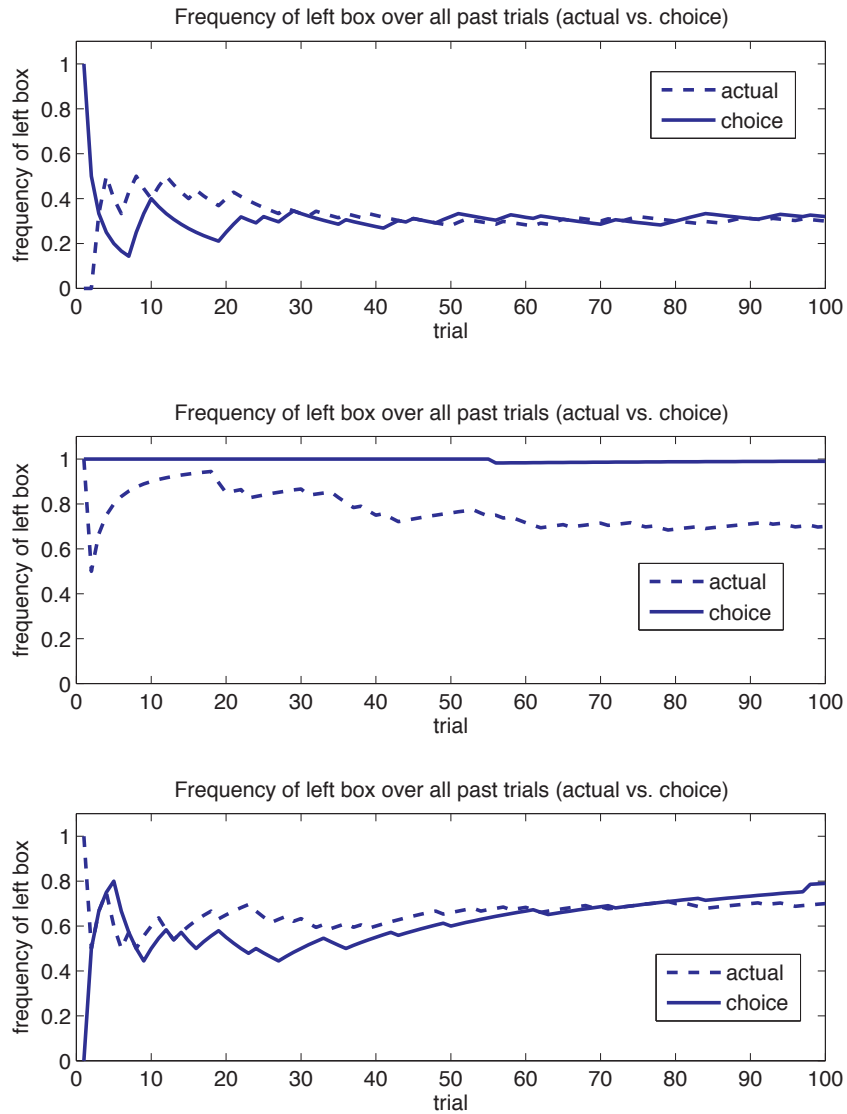 Frequency of left box over all past trials (actual vs. choice)
frequency of left box
1
0.8
0.6
0.4
0.2
0
actual
choice
0 10 20 30 40 50 60 70 80 90 100
trial
Frequency of left box over all past trials (actual vs. choice)
frequency of left box
1
0.8
0.6
0.4
0.2
0
actual
choice
0 10 20 30 40 50 60 70 80 90 100
trial
Frequency of left box over all past trials (actual vs. choice)
frequency of left box
1
0.8
0.6
0.4
0.2
0
actual
choice
0 10 20 30 40 50 60 70 80 90 100
trial